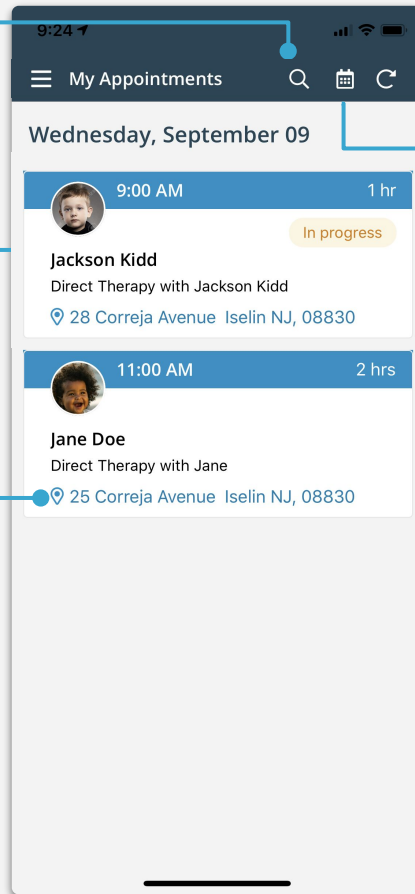 9:24
My Appointments
Wednesday, September 09
9:00 AM 1 hr
In progress
Jackson Kidd
Direct Therapy with Jackson Kidd
28 Correja Avenue Iselin NJ, 08830
11:00 AM 2 hrs
Jane Doe
Direct Therapy with Jane
25 Correja Avenue Iselin NJ, 08830